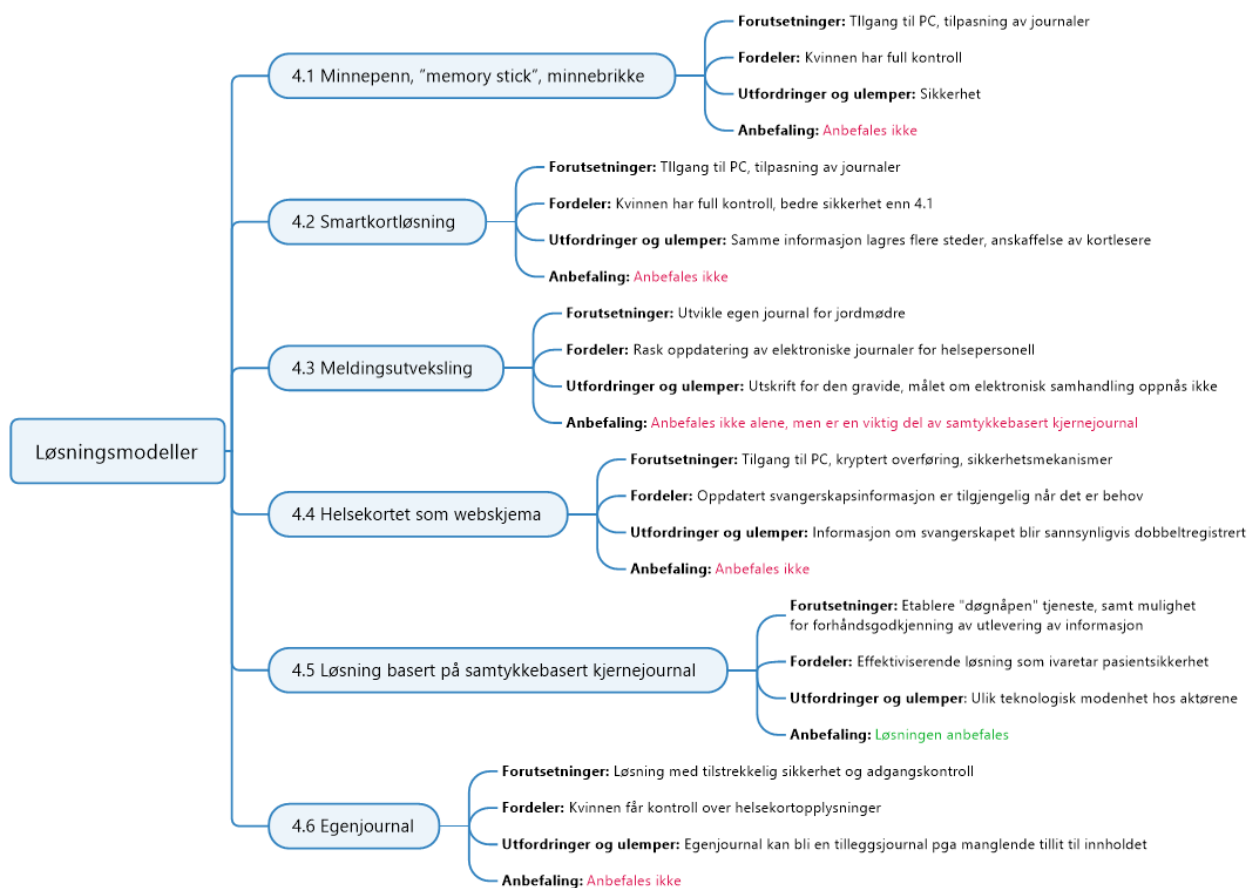 Løsningsmodeller
4.1 Minnepenn, "memory stick", minnebrikke
Forutsetninger: TIlgang til PC, tilpasning av journaler
Fordeler: Kvinnen har full kontroll
Utfordringer og ulemper: Sikkerhet
Anbefaling: Anbefales ikke
4.2 Smartkortløsning
Forutsetninger: TIlgang til PC, tilpasning av journaler
Fordeler: Kvinnen har full kontroll, bedre sikkerhet enn 4.1
Utfordringer og ulemper: Samme informasjon lagres flere steder, anskaffelse av kortlesere
Anbefaling: Anbefales ikke
4.3 Meldingsutveksling
Forutsetninger: Utvikle egen journal for jordmødre
Fordeler: Rask oppdatering av elektroniske journaler for helsepersonell
Utfordringer og ulemper: Utskrift for den gravide, målet om elektronisk samhandling oppnås ikke
Anbefaling: Anbefales ikke alene, men er en viktig del av samtykkebasert kjernejournal
4.4 Helsekortet som webskjema
Forutsetninger: Tilgang til PC, kryptert overføring, sikkerhetsmekanismer
Fordeler: Oppdatert svangerskapsinformasjon er tilgjengelig når det er behov
Utfordringer og ulemper: Informasjon om svangerskapet blir sannsynligvis dobbeltregistrert
Anbefaling: Anbefales ikke
4.5 Løsning basert på samtykkebasert kjernejournal
Forutsetninger: Etablere "døgnåpen" tjeneste, samt mulighet
for forhåndsgodkjenning av utlevering av informasjon
Fordeler: Effektiviserende løsning som ivaretar pasientsikkerhet
Utfordringer og ulemper: Ulik teknologisk modenhet hos aktørene
Anbefaling: Løsningen anbefales
4.6 Egenjournal
Forutsetninger: Løsning med tilstrekkelig sikkerhet og adgangskontroll
Fordeler: Kvinnen får kontroll over helsekortopplysninger
Utfordringer og ulemper: Egenjournal kan bli en tilleggsjournal pga manglende tillit til innholdet
Anbefaling: Anbefales ikke